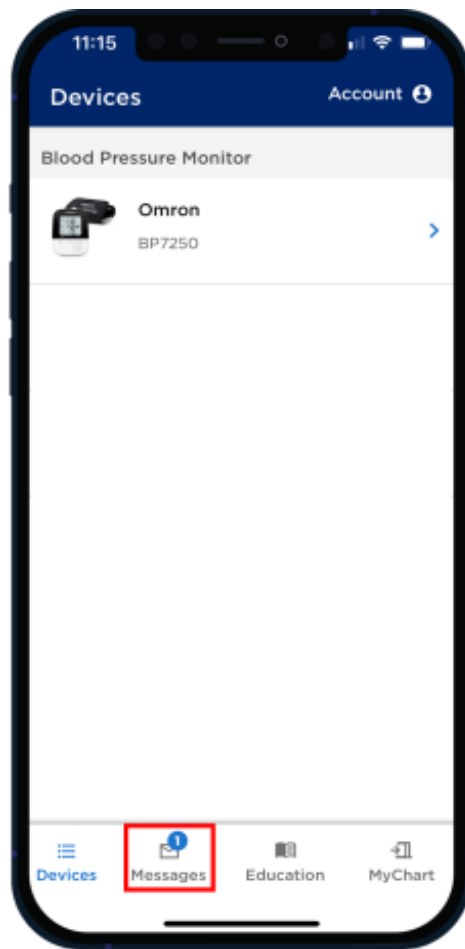 11:15
Devices
Account
Blood Pressure Monitor
Omron
BP7250
1
Devices Messages Education MyChart